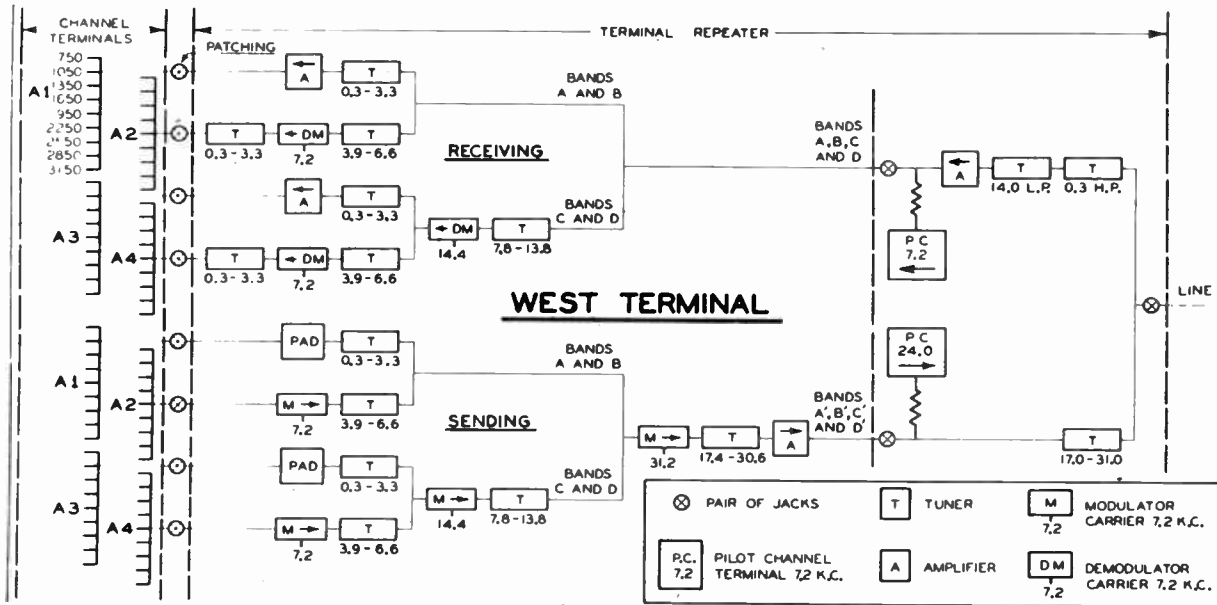 CHANNEL
TERMINALS
TERMINAL REPEATER
PATCHING
750
1050
1350
1650
950
2250
2850
3150
A1
A2
A3
A4
A
T
0.3-3.3
BANDS
A AND B
T
0.3-3.3
← DM
7.2
T
3.9-6.6
RECEIVING
A
T
0.3-3.3
T
0.3-3.3
← DM
7.2
T
3.9-6.6
← DM
14.4
T
7.8-13.8
BANDS
C AND D
BANDS
A,B,C
AND D
A
T
14.0 L.P.
T
0.3 H.P.
P C
7.2
LINE
WEST TERMINAL
A1
A2
A3
A4
PAD
T
0.3-3.3
BANDS
A AND B
M →
7.2
T
3.9-6.6
SENDING
PAD
T
0.3-3.3
M →
7.2
T
3.9-6.6
M →
14.4
T
7.8-13.8
BANDS
C AND D
M →
31.2
T
17.4-30.6
A
BANDS
A',B',C'
AND D'
P C
24.0
T
17.0-31.0
PAIR OF JACKS
T
TUNER
M
7.2
MODULATOR
CARRIER 7.2 K.C.
P.C.
7.2
PILOT CHANNEL
TERMINAL 7.2 K.C.
A
AMPLIFIER
DM
7.2
DEMODULATOR
CARRIER 7.2 K.C.